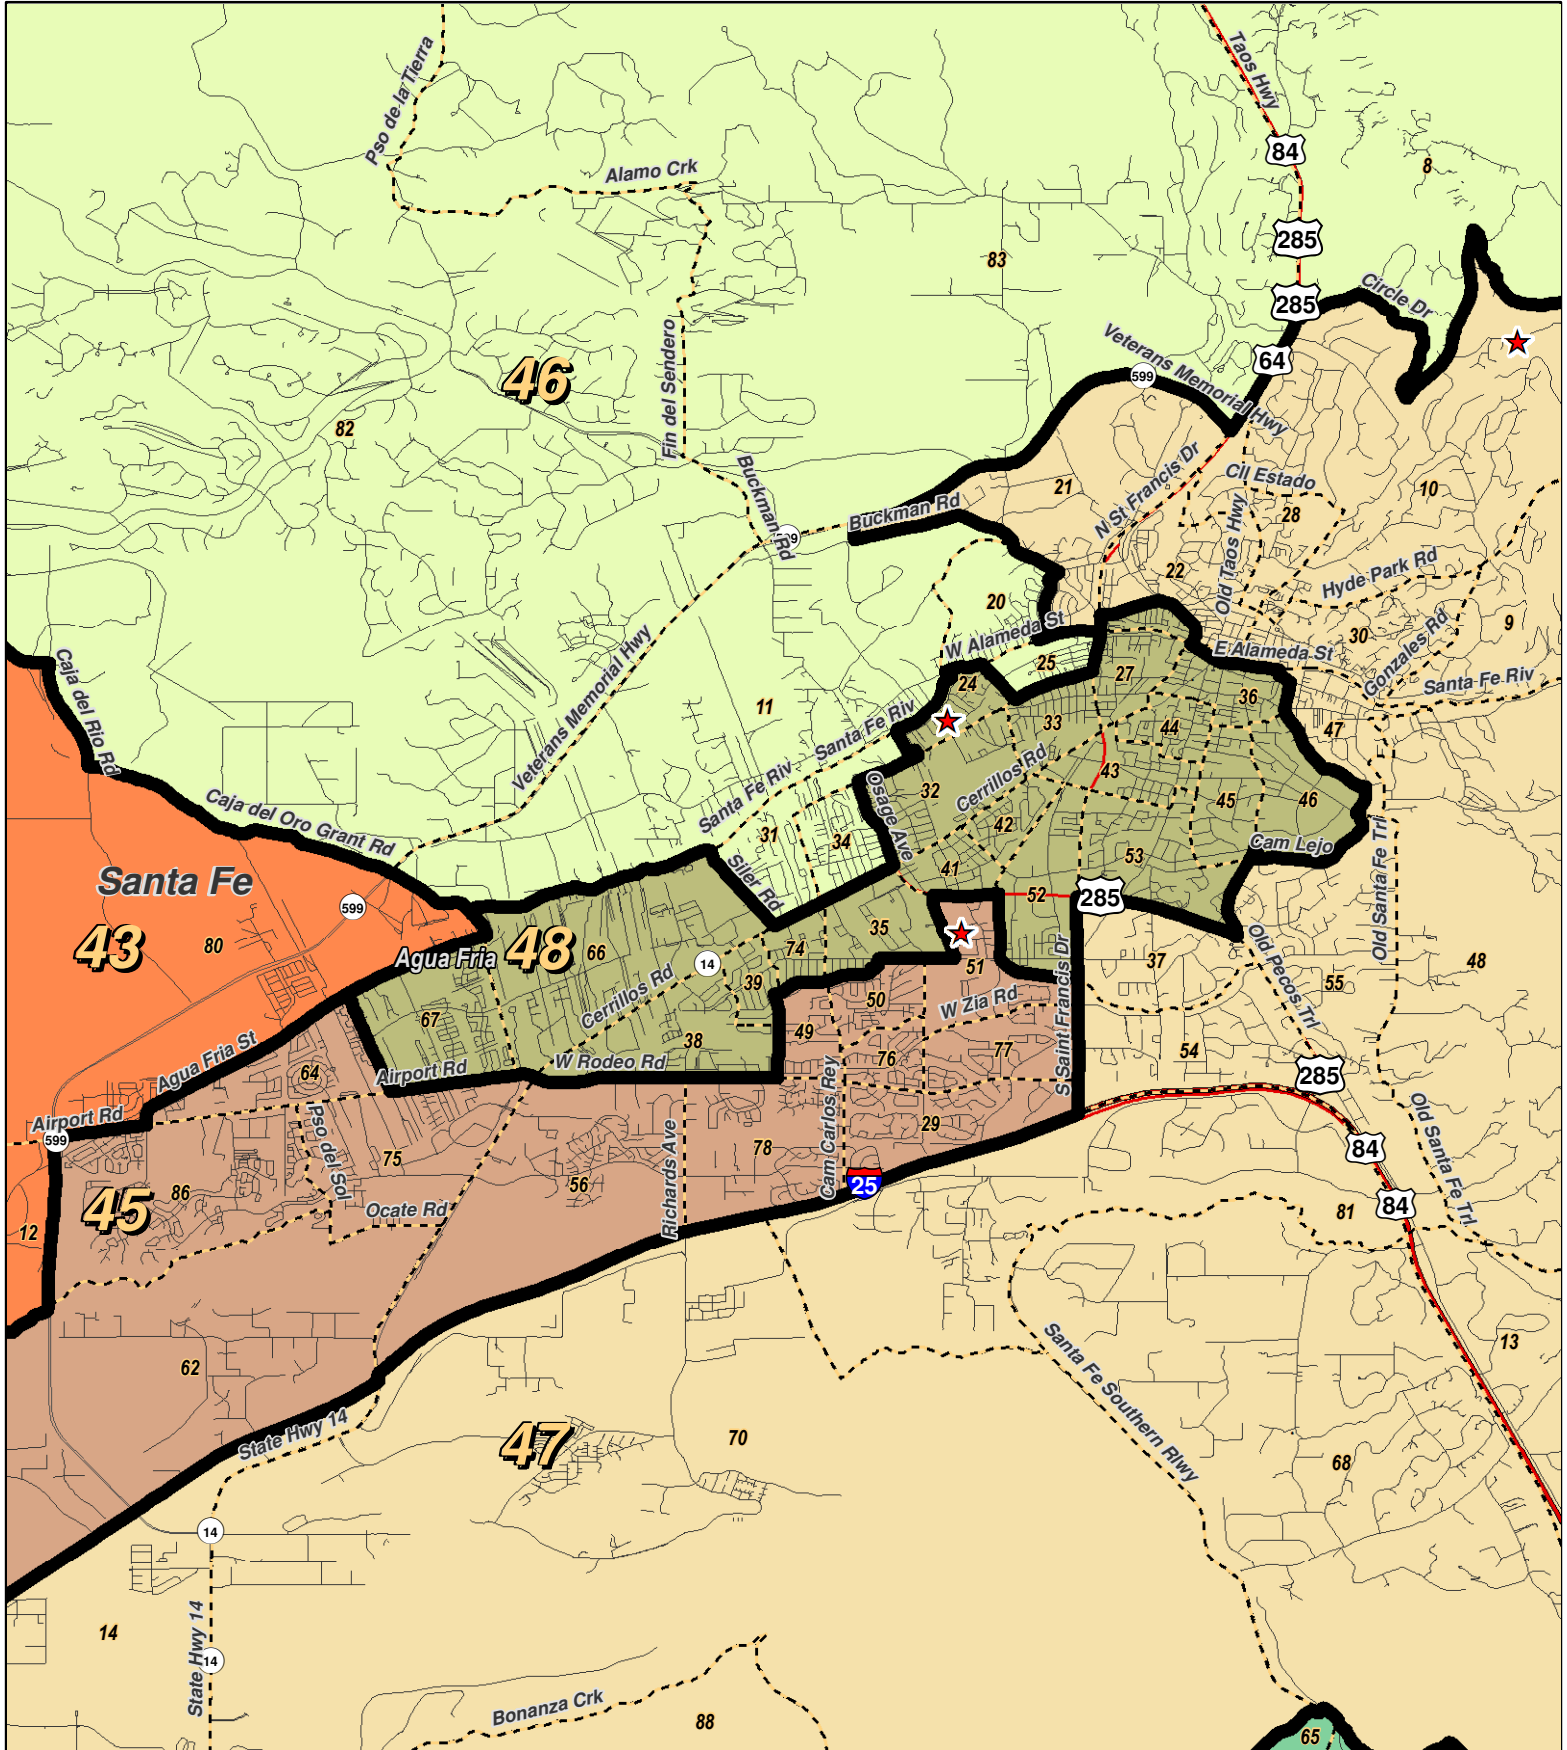 Pso de la Tierra
Taos Hwy
84
8
Alamo Crk
285
83
Circle Dr
285
Fin del Sendero
Veterans Memorial Hwy
64
599
46
82
N St Francis Dr
Cll Estado
10
21
28
Buckman Rd
Buckman Rd
Old Taos Hwy
22
Hyde Park Rd
20
9
30
Gonzales Rd
W Alameda St
E Alameda St
25
Santa Fe Riv
Caja del Rio Rd
Veterans Memorial Hwy
24
27
36
11
Santa Fe Riv
33
44
47
Santa Fe Riv
Cerrillos Rd
43
32
Osage Ave
45
46
Caja del Oro Grant Rd
31
34
42
53
Cam Lejo
Old Santa Fe Trl
Santa Fe
Siler Rd
41
52
285
599
43
80
Agua Fria
48
66
35
74
14
51
37
Old Pecos Trl
48
55
39
Cerrillos Rd
50
W Zia Rd
67
38
49
S Saint Francis Dr
W Rodeo Rd
76
77
54
64
Airport Rd
Agua Fria St
285
Airport Rd
599
Pso del Sol
Cam Carlos Rey
29
Old Santa Fe Trl
75
Richards Ave
78
84
86
56
25
84
45
Ocate Rd
81
12
62
Santa Fe Southern Rlwy
13
State Hwy 14
47
70
68
14
14
State Hwy 14
14
Bonanza Crk
88
65